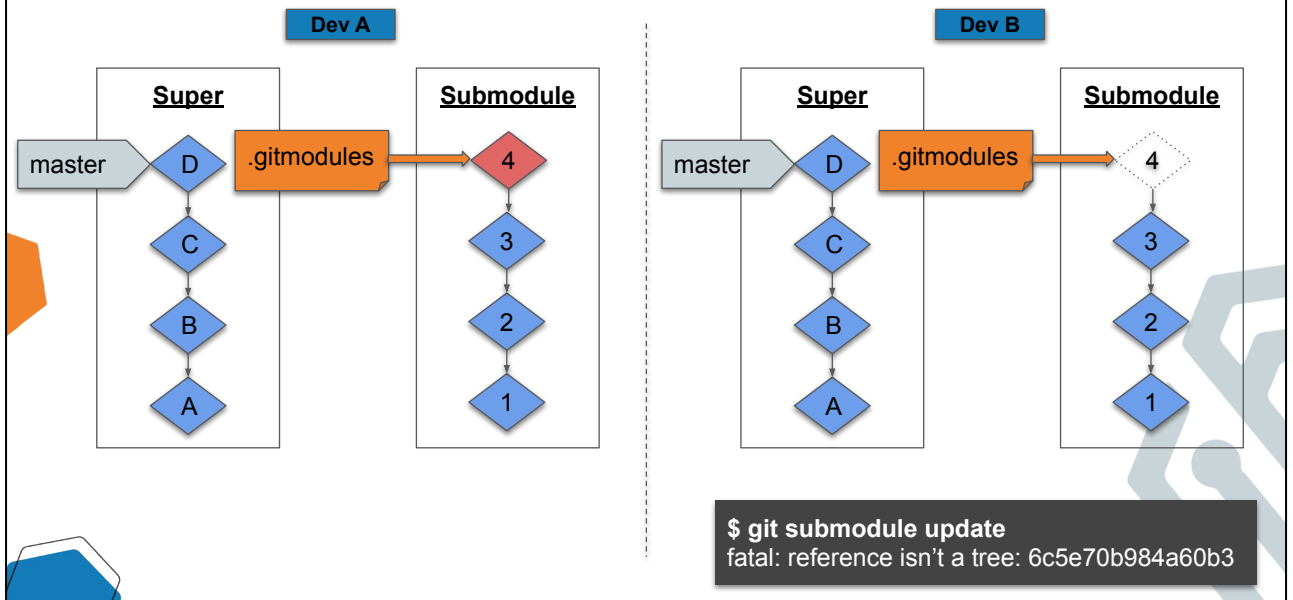 Dev A
Dev B
Super
Submodule
Super
Submodule
master
D
.gitmodules
4
master
D
.gitmodules
4
C
3
C
3
B
2
B
2
A
1
A
1
$ git submodule update
fatal: reference isn’t a tree: 6c5e70b984a60b3